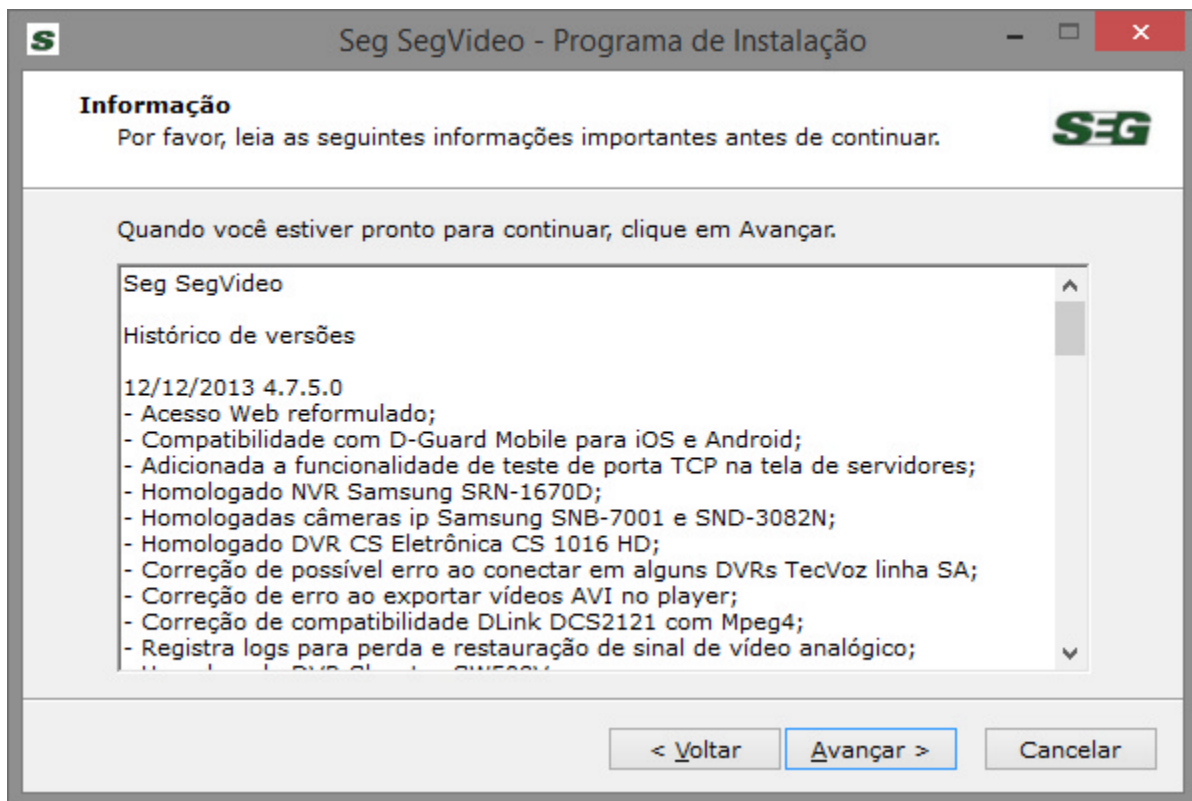 S
Seg SegVideo - Programa de Instalação
Informação
Por favor, leia as seguintes informações importantes antes de continuar.
SEG
Quando você estiver pronto para continuar, clique em Avançar.
Seg SegVideo
Histórico de versões
12/12/2013 4.7.5.0
- Acesso Web reformulado;
- Compatibilidade com D-Guard Mobile para iOS e Android;
- Adicionada a funcionalidade de teste de porta TCP na tela de servidores;
- Homologado NVR Samsung SRN-1670D;
- Homologadas câmeras ip Samsung SNB-7001 e SND-3082N;
- Homologado DVR CS Eletrônica CS 1016 HD;
- Correção de possível erro ao conectar em alguns DVRs TecVoz linha SA;
- Correção de erro ao exportar vídeos AVI no player;
- Correção de compatibilidade DLink DCS2121 com Mpeg4;
- Registra logs para perda e restauração de sinal de vídeo analógico;
< Voltar
Avançar >
Cancelar